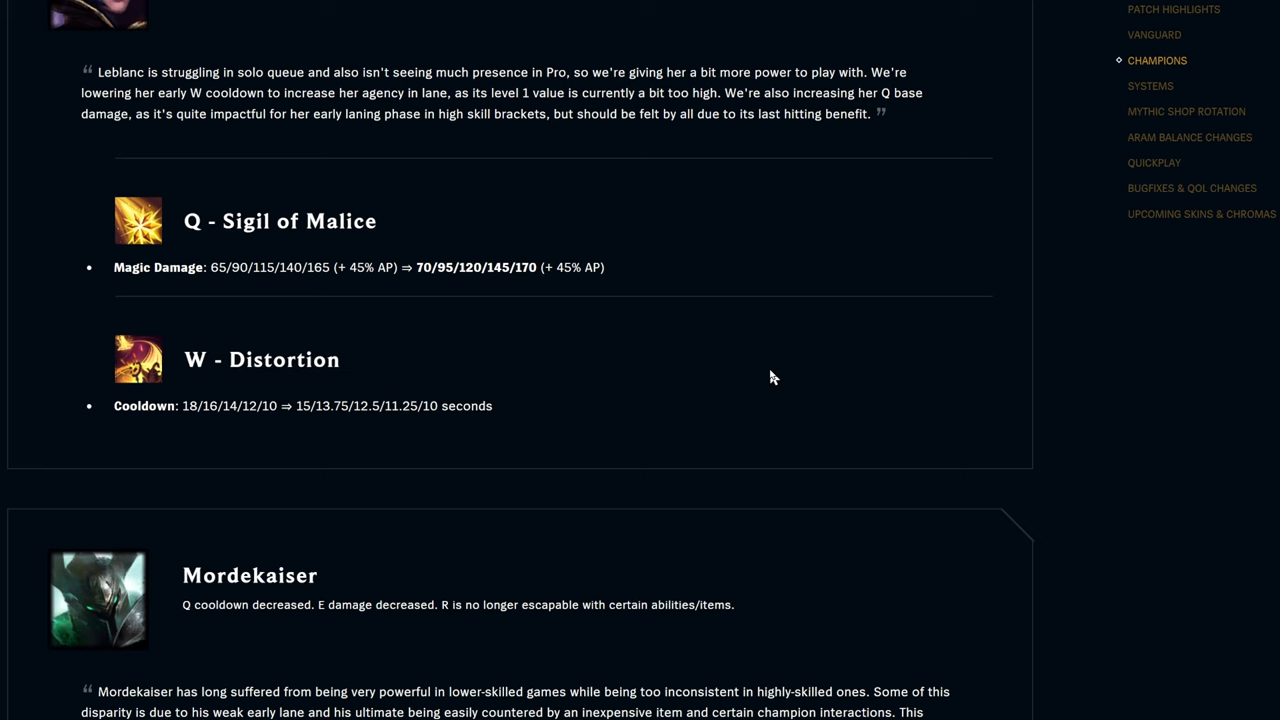 PATCH HIGHLIGHTS
VANGUARD
CHAMPIONS
SYSTEMS
MYTHIC SHOP ROTATION
ARAM BALANCE CHANGES
QUICKPLAY
BUGFIXES & QOL CHANGES
UPCOMING SKINS & CHROMAS
“ Leblanc is struggling in solo queue and also isn't seeing much presence in Pro, so we're giving her a bit more power to play with. We're
lowering her early W cooldown to increase her agency in lane, as its level 1 value is currently a bit too high. We're also increasing her Q base
damage, as it's quite impactful for her early laning phase in high skill brackets, but should be felt by all due to its last hitting benefit. ”
Q - Sigil of Malice
• Magic Damage: 65/90/115/140/165 (+ 45% AP) ⇒ 70/95/120/145/170 (+ 45% AP)
W - Distortion
• Cooldown: 18/16/14/12/10 ⇒ 15/13.75/12.5/11.25/10 seconds
Mordekaiser
Q cooldown decreased. E damage decreased. R is no longer escapable with certain abilities/items.
“ Mordekaiser has long suffered from being very powerful in lower-skilled games while being too inconsistent in highly-skilled ones. Some of this
disparity is due to his weak early lane and his ultimate being easily countered by an inexpensive item and certain champion interactions. This